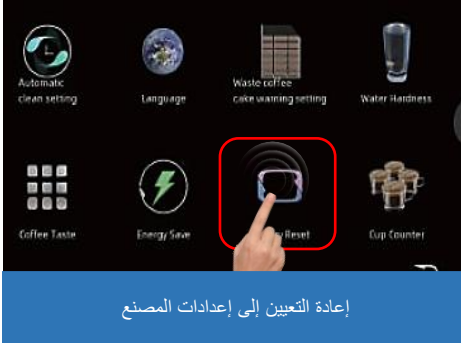 Automatic
clean setting
Language
Waste coffee
cake warning setting
Water Hardness
Coffee Taste
Energy Save
Reset
Cup Counter
إعادة التعيين إلى إعدادات المصنع